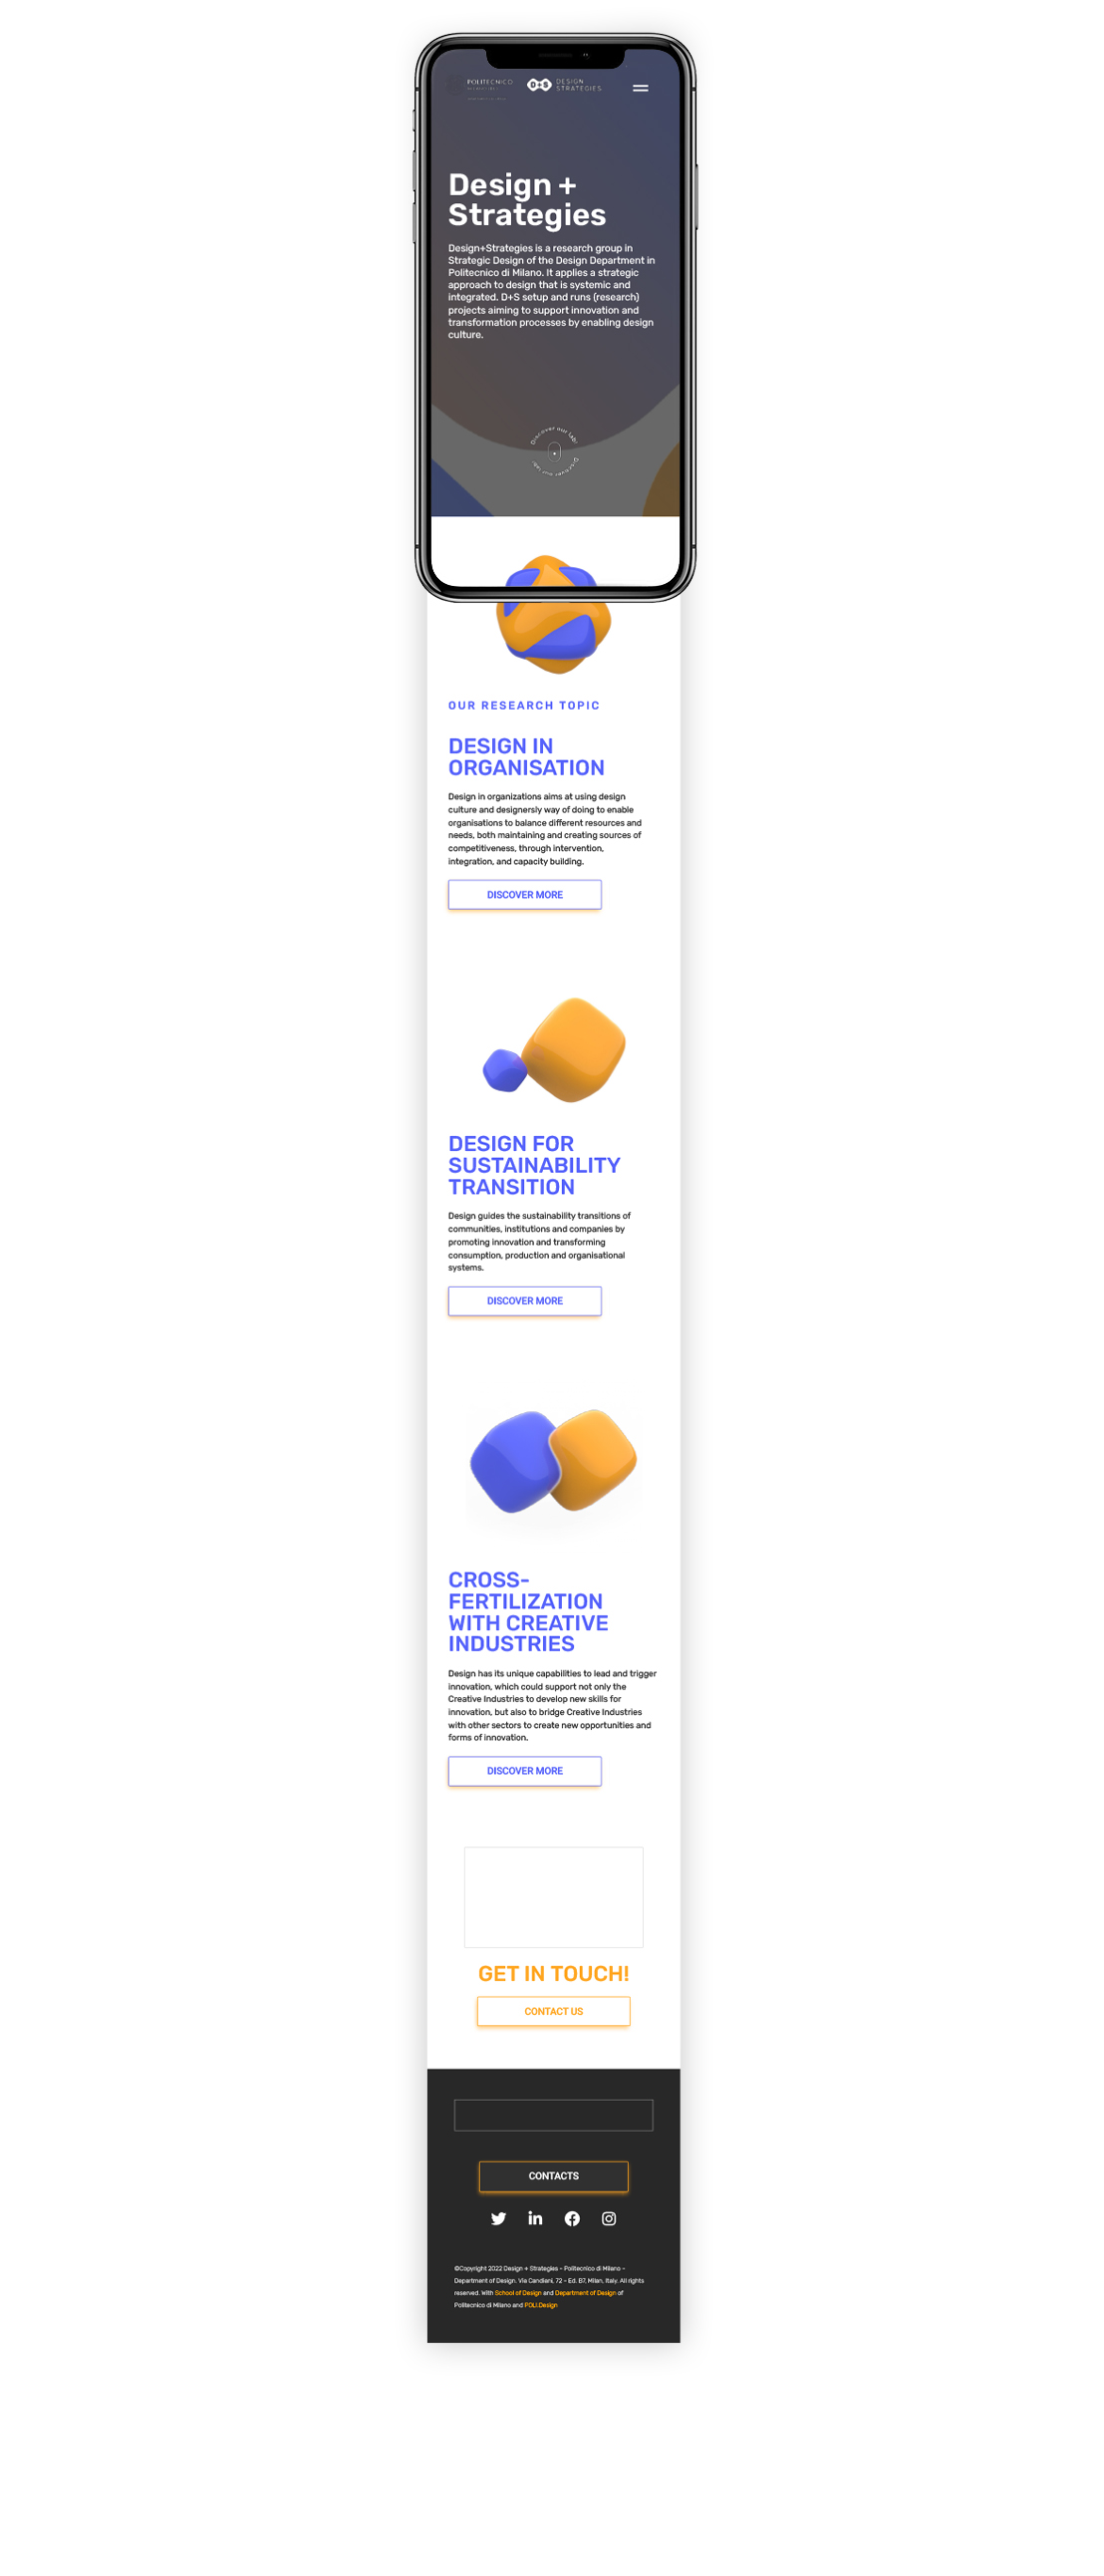 POLITECNICO
D+S DESIGN
STRATEGIES
Design +
Strategies
Design+Strategies is a research group in
Strategic Design of the Design Department in
Politecnico di Milano. It applies a strategic
approach to design that is systemic and
integrated. D+S setup and runs (research)
projects aiming to support innovation and
transformation processes by enabling design
culture.
Discover our lab!
Discover our lab!
OUR RESEARCH TOPIC
DESIGN IN
ORGANISATION
Design in organizations aims at using design
culture and designersly way of doing to enable
organisations to balance different resources and
needs, both maintaining and creating sources of
competitiveness, through intervention,
integration, and capacity building.
DISCOVER MORE
DESIGN FOR
SUSTAINABILITY
TRANSITION
Design guides the sustainability transitions of
communities, institutions and companies by
promoting innovation and transforming
consumption, production and organisational
systems.
DISCOVER MORE
CROSS-
FERTILIZATION
WITH CREATIVE
INDUSTRIES
Design has its unique capabilities to lead and trigger
innovation, which could support not only the
Creative Industries to develop new skills for
innovation, but also to bridge Creative Industries
with other sectors to create new opportunities and
forms of innovation.
DISCOVER MORE
GET IN TOUCH!
CONTACT US
CONTACTS
©Copyright 2022 Design + Strategies - Politecnico di Milano -
Department of Design. Via Candiani, 72 - Ed. B7, Milan, Italy. All rights
reserved. With School of Design and Department of Design of
Politecnico di Milano and POLI.Design